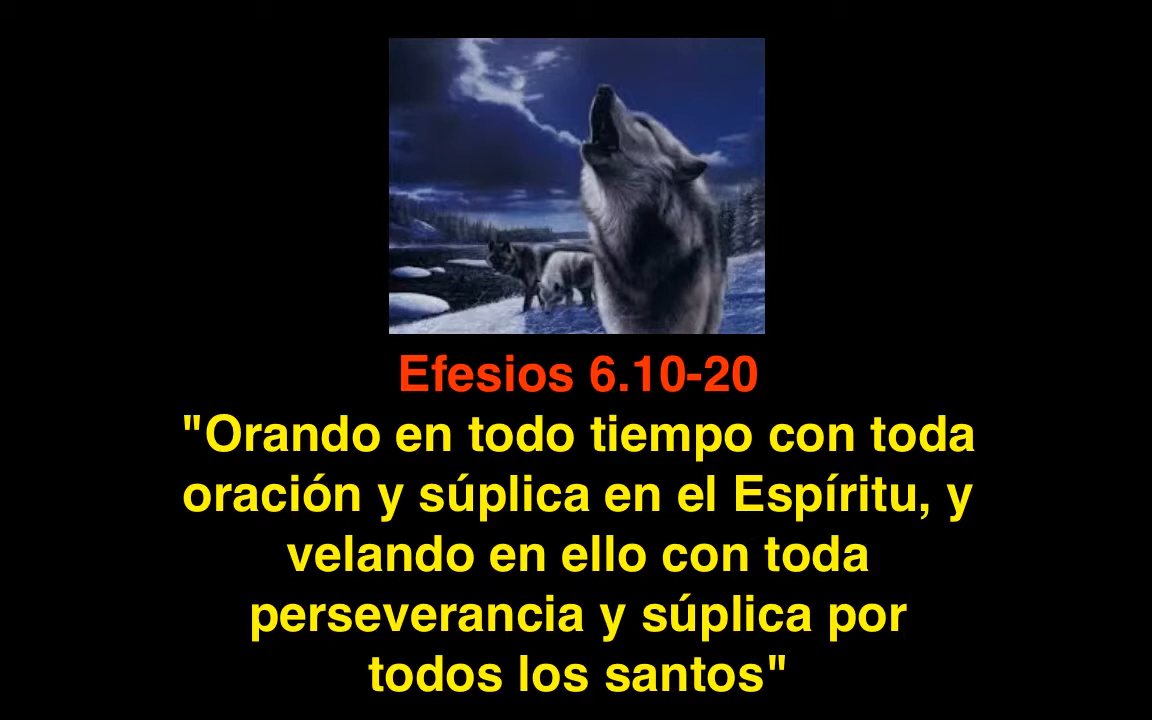 Efesios 6.10-20
"Orando en todo tiempo con toda
oración y súplica en el Espíritu, y
velando en ello con toda
perseverancia y súplica por
todos los santos"